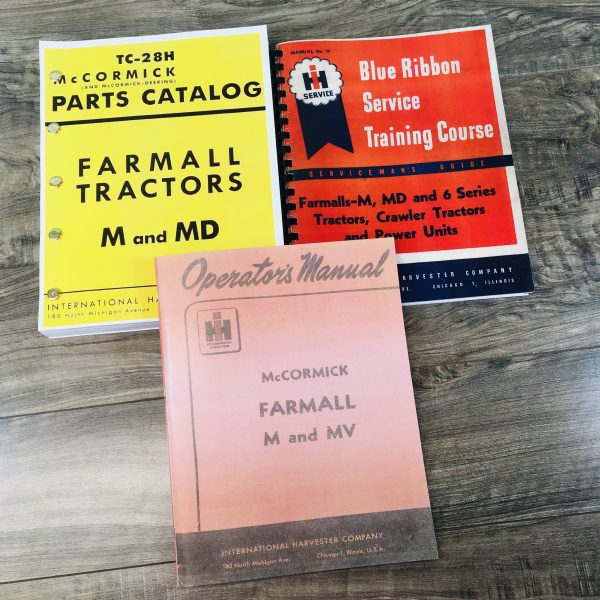 TC-28H
McCORMICK
(AND McCORMICK-DEERING)
PARTS CATALOG
FARMALL
TRACTORS
M and MD
INTERNATIONAL HAR
180 North Michigan Avenue
MANUAL No.
IH
SERVICE
Blue Ribbon
Service
Training Course
SERVICEMAN'S GUIDE
Farmalls-M, MD and 6 Series
Tractors, Crawler Tractors
and Power Units
HARVESTER COMPANY
CHICAGO 1, ILLINOIS
Operator's Manual
IH
INTERNATIONAL
HARVESTER
McCORMICK
FARMALL
M and MV
INTERNATIONAL HARVESTER COMPANY
180 North Michigan Ave. Chicago 1, Illinois, U.S.A.